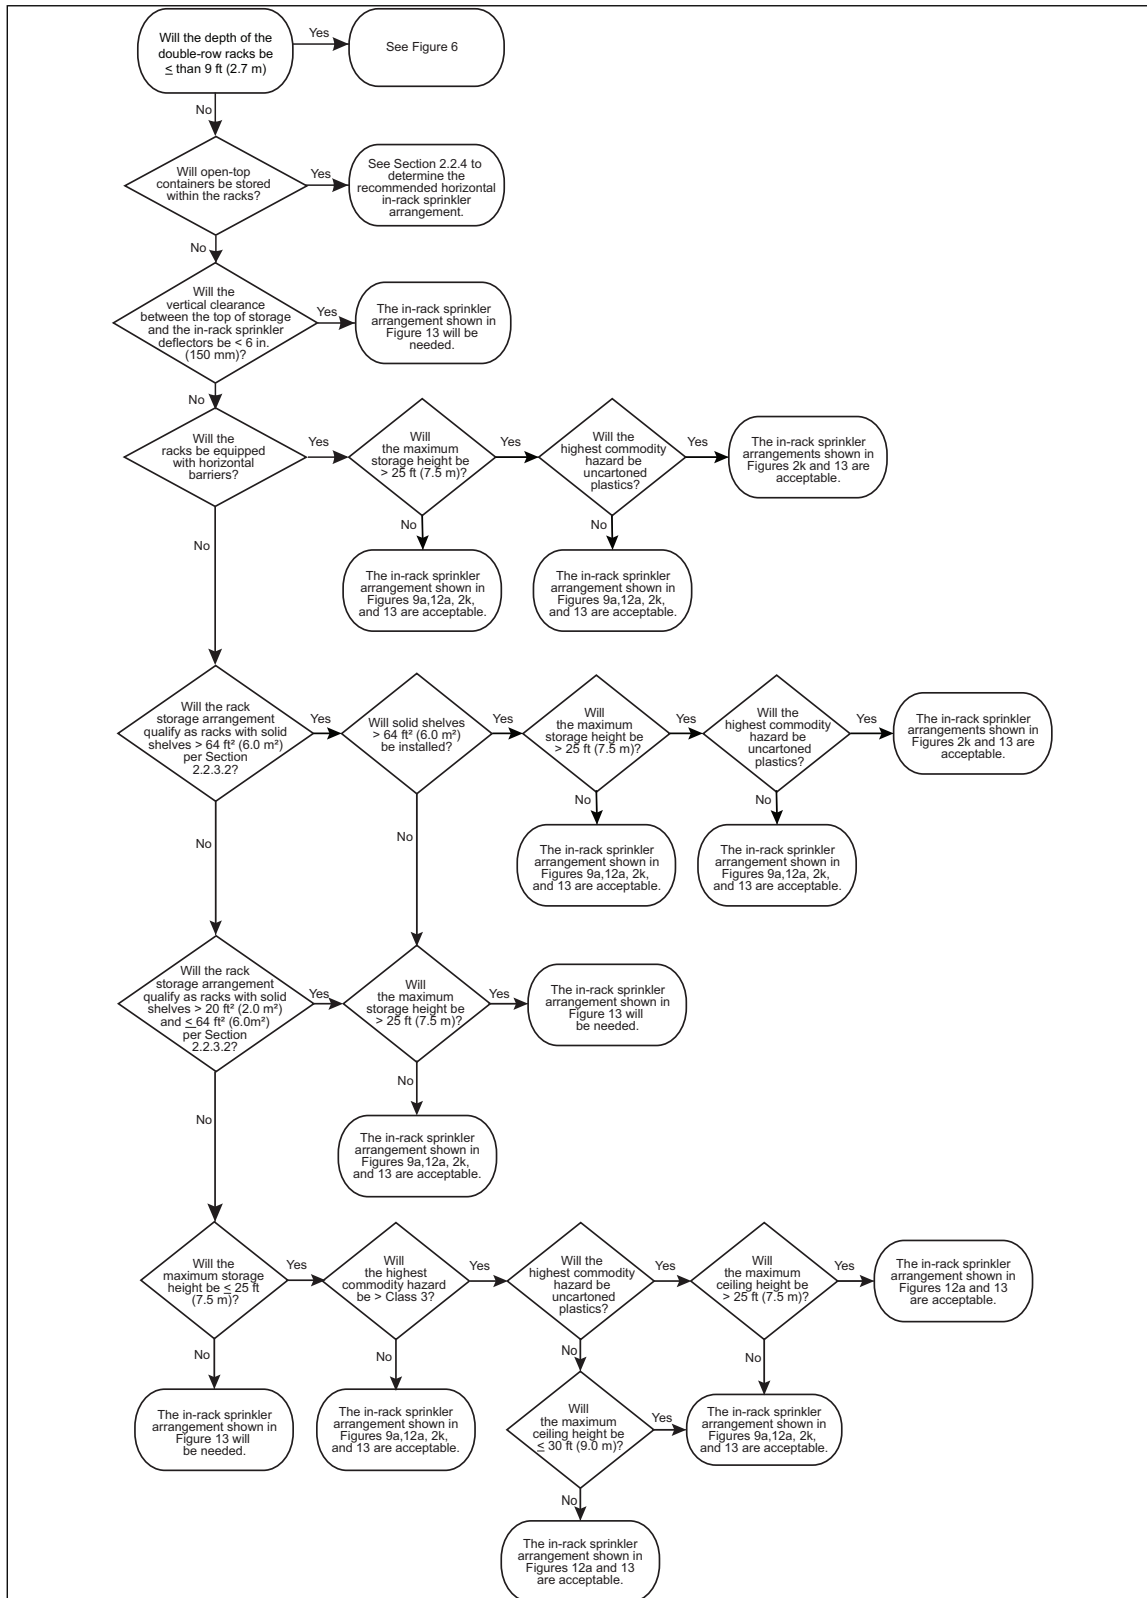 Will the depth of the
double-row racks be
≤ than 9 ft (2.7 m)
Yes
See Figure 6
No
Will open-top
containers be stored
within the racks?
Yes
See Section 2.2.4 to
determine the
recommended horizontal
in-rack sprinkler
arrangement.
No
Will the
vertical clearance
between the top of storage
and the in-rack sprinkler
deflectors be < 6 in.
(150 mm)?
Yes
The in-rack sprinkler
arrangement shown in
Figure 13 will be
needed.
No
Will the
racks be equipped
with horizontal
barriers?
Yes
Will
the maximum
storage height be
> 25 ft (7.5 m)?
Yes
Will the
highest commodity
hazard be
uncartoned
plastics?
Yes
The in-rack sprinkler
arrangements shown in
Figures 2k and 13 are
acceptable.
No
No
No
The in-rack sprinkler
arrangement shown in
Figures 9a,12a, 2k,
and 13 are acceptable.
The in-rack sprinkler
arrangement shown in
Figures 9a,12a, 2k,
and 13 are acceptable.
Will the rack
storage arrangement
qualify as racks with solid
shelves > 64 ft² (6.0 m²)
per Section
2.2.3.2?
Yes
Will solid shelves
> 64 ft² (6.0 m²)
be installed?
Yes
Will
the maximum
storage height be
> 25 ft (7.5 m)?
Yes
Will the
highest commodity
hazard be
uncartoned
plastics?
Yes
The in-rack sprinkler
arrangements shown in
Figures 2k and 13 are
acceptable.
No
No
No
No
The in-rack sprinkler
arrangement shown in
Figures 9a,12a, 2k,
and 13 are acceptable.
The in-rack sprinkler
arrangement shown in
Figures 9a,12a, 2k,
and 13 are acceptable.
Will the rack
storage arrangement
qualify as racks with solid
shelves > 20 ft² (2.0 m²)
and ≤ 64 ft² (6.0m²)
per Section
2.2.3.2?
Yes
Will
the maximum
storage height be
> 25 ft (7.5 m)?
Yes
The in-rack sprinkler
arrangement shown in
Figure 13 will
be needed.
No
No
The in-rack sprinkler
arrangement shown in
Figures 9a,12a, 2k,
and 13 are acceptable.
Will the
maximum storage
height be ≤ 25 ft
(7.5 m)?
Yes
Will
the highest
commodity hazard
be > Class 3?
Yes
Will the
highest commodity
hazard be
uncartoned
plastics?
Yes
Will
the maximum
ceiling height be
> 25 ft (7.5 m)?
Yes
The in-rack sprinkler
arrangement shown in
Figures 12a and 13
are acceptable.
No
No
No
No
The in-rack sprinkler
arrangement shown in
Figure 13 will
be needed.
The in-rack sprinkler
arrangement shown in
Figures 9a,12a, 2k,
and 13 are acceptable.
Will
the maximum
ceiling height be
≤ 30 ft (9.0 m)?
Yes
The in-rack sprinkler
arrangement shown in
Figures 9a,12a, 2k,
and 13 are acceptable.
No
The in-rack sprinkler
arrangement shown in
Figures 12a and 13
are acceptable.